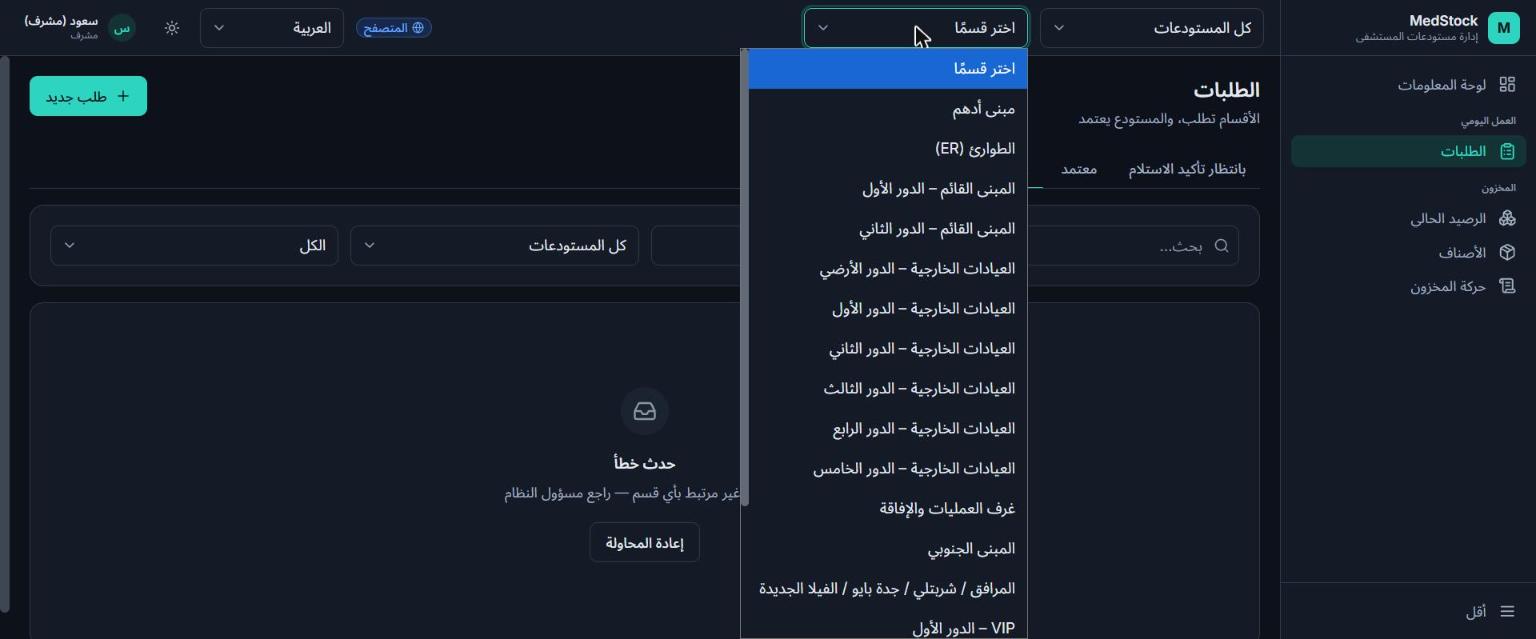 MedStock
إدارة مستودعات المستشفى
M
كل المستودعات
اختر قسمًا
المتصفح
العربية
س
سعود (مشرف)
مشرف
لوحة المعلومات
العمل اليومي
الطلبات
المخزون
الرصيد الحالي
الأصناف
حركة المخزون
أقل
الطلبات
الأقسام تطلب، والمستودع يعتمد
طلب جديد
بانتظار تأكيد الاستلام
معتمد
بحث...
كل المستودعات
الكل
اختر قسمًا
مبنى أدهم
الطوارئ (ER)
المبنى القائم – الدور الأول
المبنى القائم – الدور الثاني
العيادات الخارجية – الدور الأرضي
العيادات الخارجية – الدور الأول
العيادات الخارجية – الدور الثاني
العيادات الخارجية – الدور الثالث
العيادات الخارجية – الدور الرابع
العيادات الخارجية – الدور الخامس
غرف العمليات والإفاقة
المبنى الجنوبي
المرافق / شربتلي / جدة بايو / الفيلا الجديدة
VIP – الدور الأول
حدث خطأ
غير مرتبط بأي قسم — راجع مسؤول النظام
إعادة المحاولة